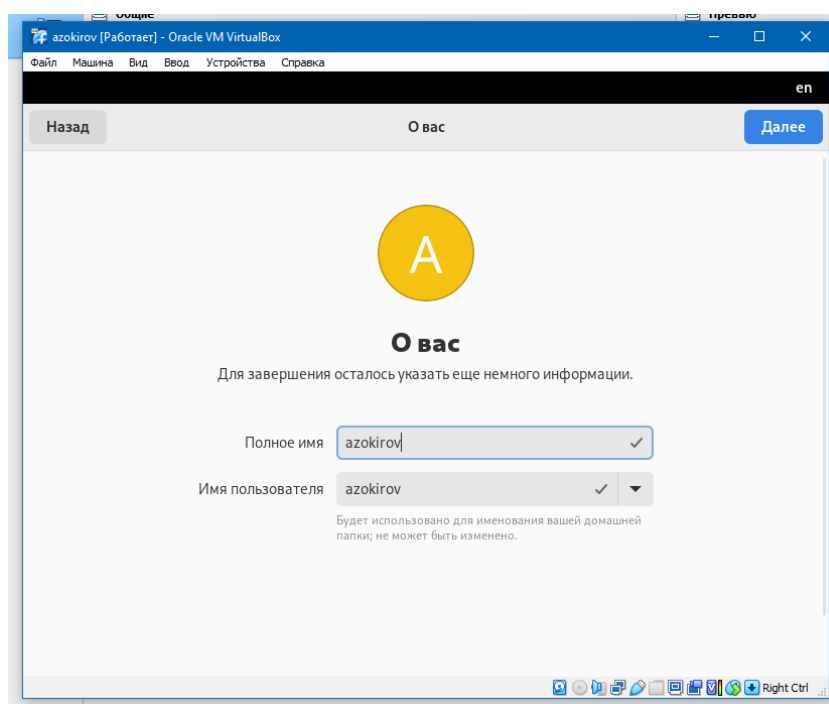 Общие
Превью
azokirov [Работает] - Oracle VM VirtualBox
Файл Машина Вид Ввод Устройства Справка
en
Назад
О вас
Далее
A
О вас
Для завершения осталось указать еще немного информации.
Полное имя azokirov
Имя пользователя azokirov
Будет использовано для именования вашей домашней
папки; не может быть изменено.
Right Ctrl